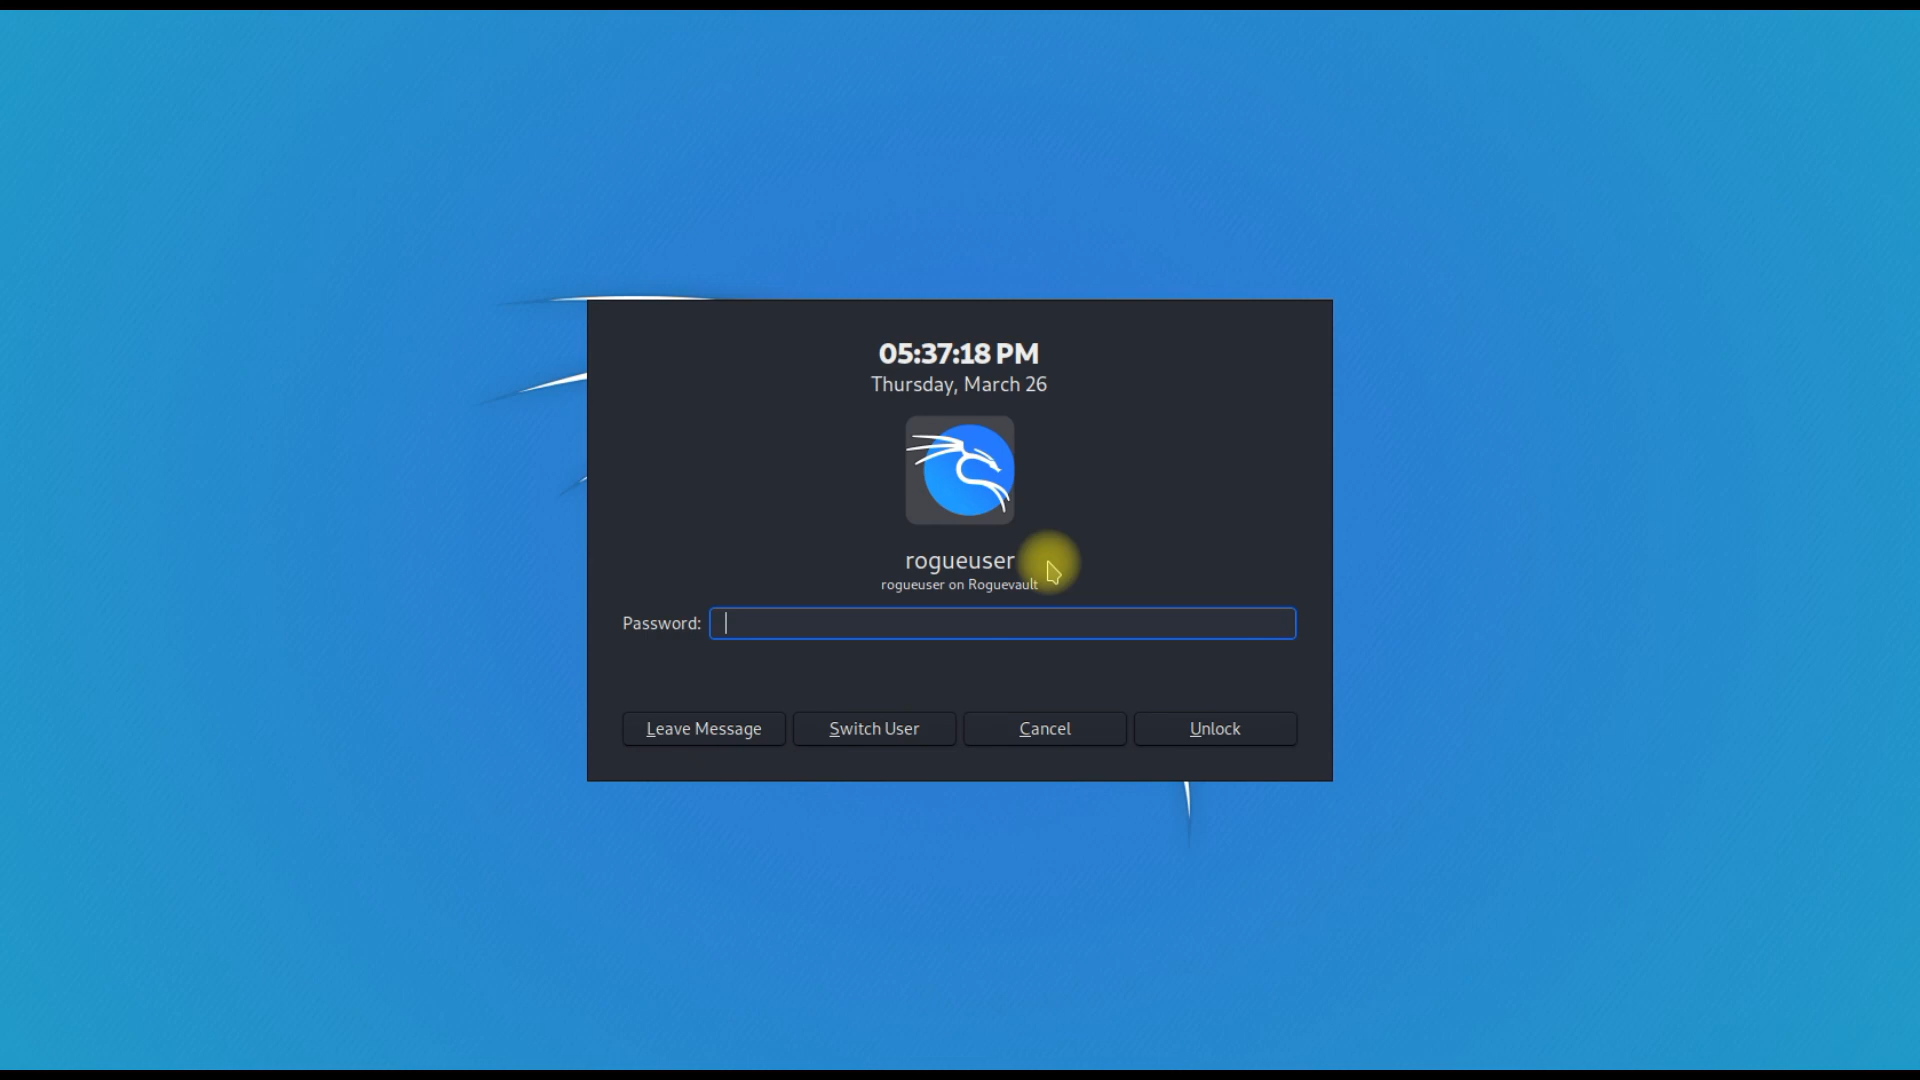 05:37:18 PM
Thursday, March 26
rogueuser
rogueuser on Roguevault
Password:
Leave Message Switch User Cancel Unlock